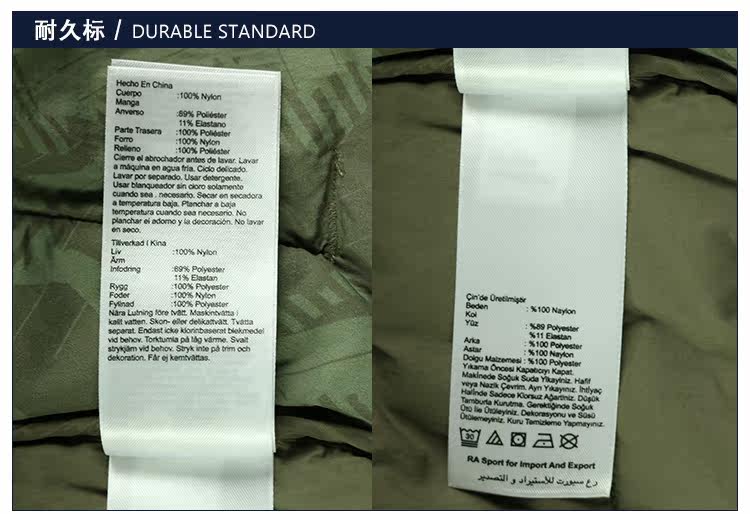 耐久标 / DURABLE STANDARD
Hecho En China
Cuerpo :100% Nylon
Manga
Anverso :89% Poliéster
11% Elastano
Parte Trasera :100% Poliéster
Forro :100% Nylon
Relleno :100% Poliéster
Cierre el abrochador antes de lavar. Lavar
a máquina en agua fría. Ciclo delicado.
Lavar por separado. Usar detergente.
Usar blanqueador sin cloro solamente
cuando sea . necesario. Secar en secadora
a temperatura baja. Planchar a baja
temperatura cuando sea necesario. No
planchar el adorno y la decoración. No lavar
en seco.
Tillverkad i Kina
Liv :100% Nylon
Ärm
Infodring :89% Polyester
11% Elastan
Rygg :100% Polyester
Foder :100% Nylon
Fyllnad :100% Polyester
Nära Lutning före tvätt. Maskintvätta i
kallt vatten. Skon- eller delikattvätt. Tvätta
separat. Endast icke klorinbaserat blekmedel
vid behov. Torktumla på låg värme. Svalt
strykjärn vid behov. Stryk inte på trim och
dekoration. Får ej kemtvättas.
Çin'de Üretilmişir
Beden : %100 Naylon
Kol
Yüz : %89 Polyester
%11 Elastan
Arka : %100 Polyester
Astar : %100 Naylon
Dolgu Malzemesi : %100 Polyester
Yıkama Öncesi Kapatıcıyı Kapat.
Makinede Soğuk Suda Yıkayiniz. Hafif
veya Nazik Çevrim. Ayrı Yıkayınız. İhtiyaç
Halinde Sadece Klorsuz Ağartiniz. Düşük
Tamburla Kurutma. Gerektiğinde Soğuk
Ütü İle Ütüleyiniz. Dekorasyonu ve Süsü
Ütülemeyiniz. Kuru Temizleme Yapmayınız.
30
RA Sport for Import And Export
رع سبورت للأستيراد و التصدير